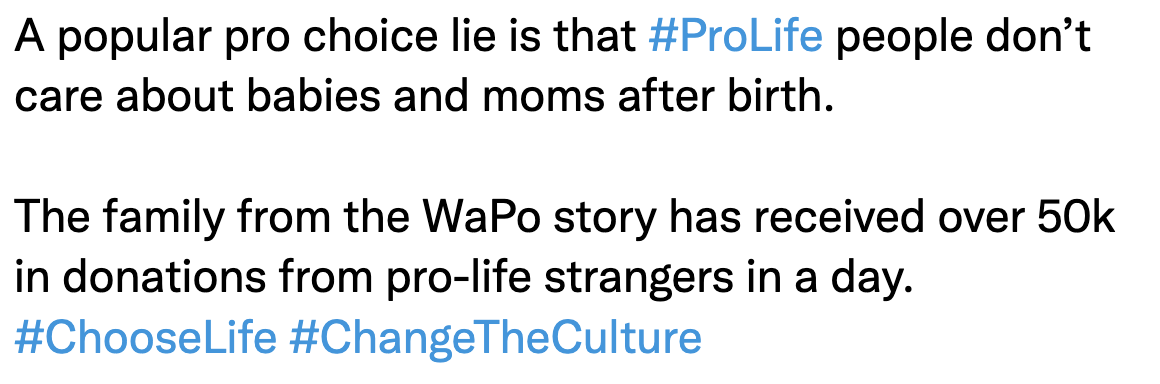 A popular pro choice lie is that #ProLife people don’t
care about babies and moms after birth.
The family from the WaPo story has received over 50k
in donations from pro-life strangers in a day.
#ChooseLife #ChangeTheCulture